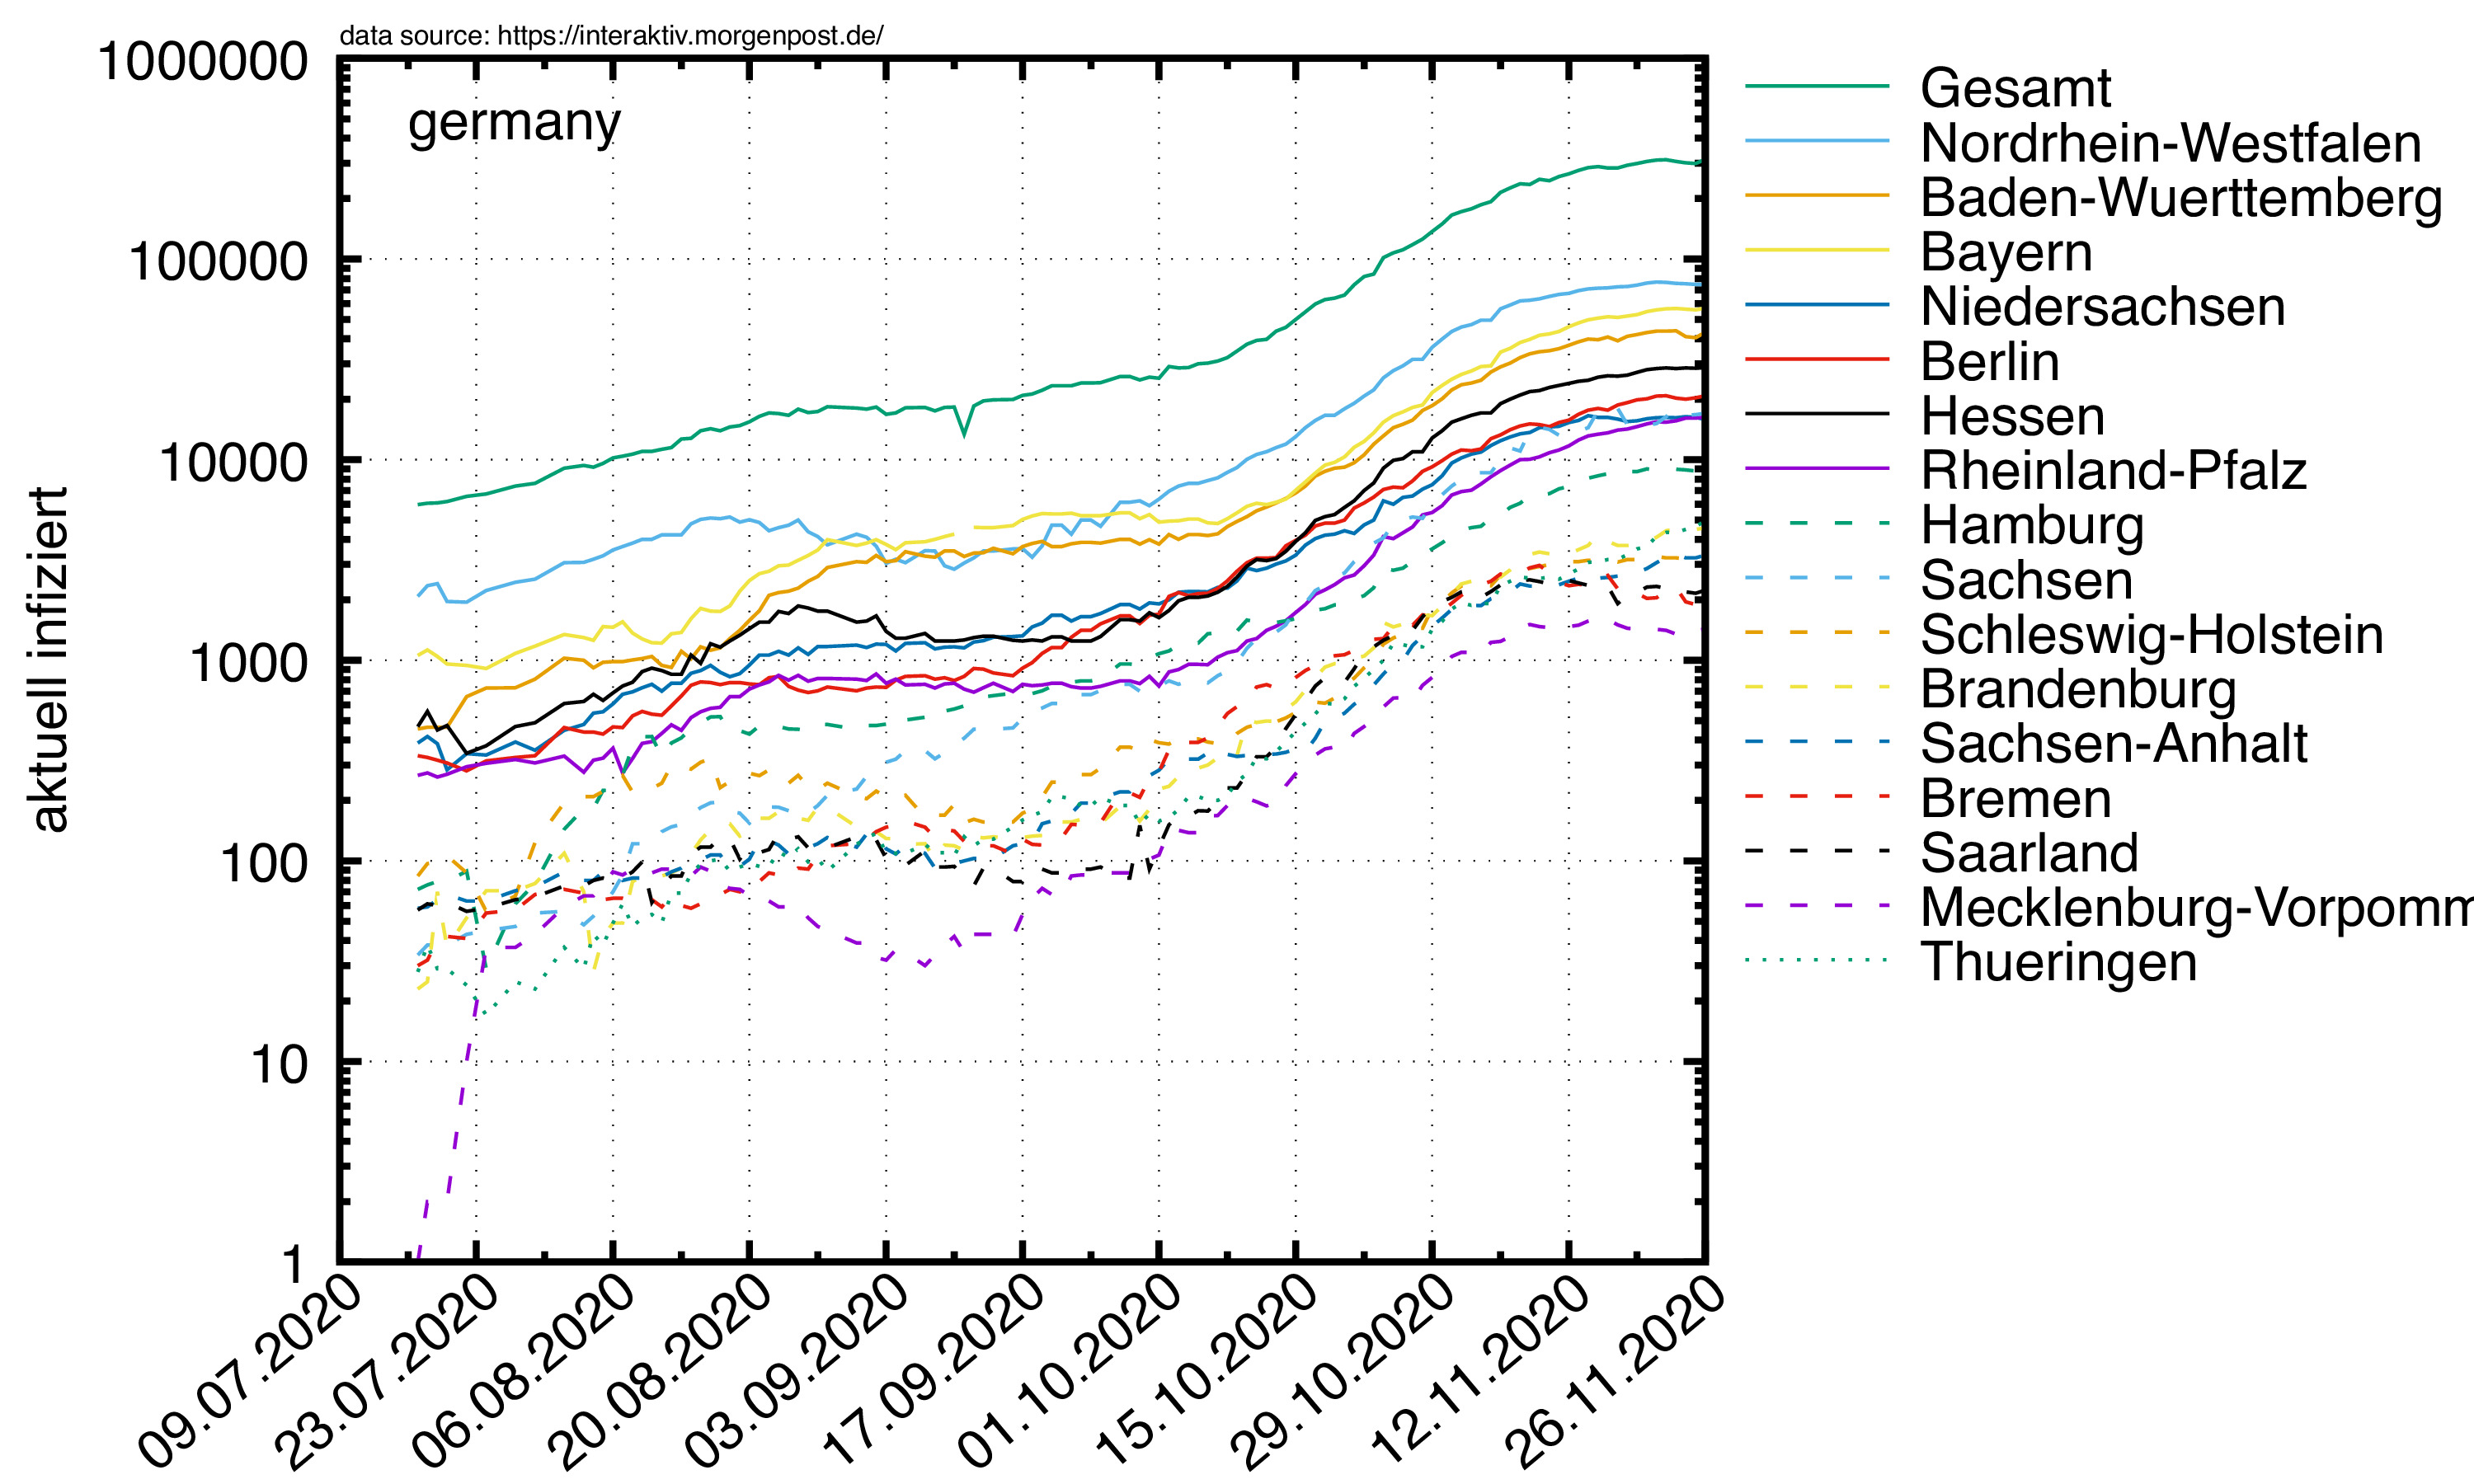 data source: https://interaktiv.morgenpost.de/
germany
aktuell infiziert
1000000
100000
10000
1000
100
10
1
09.07.2020
23.07.2020
06.08.2020
20.08.2020
03.09.2020
17.09.2020
01.10.2020
15.10.2020
29.10.2020
12.11.2020
26.11.2020
Gesamt
Nordrhein-Westfalen
Baden-Wuerttemberg
Bayern
Niedersachsen
Berlin
Hessen
Rheinland-Pfalz
Hamburg
Sachsen
Schleswig-Holstein
Brandenburg
Sachsen-Anhalt
Bremen
Saarland
Mecklenburg-Vorpomm
Thueringen